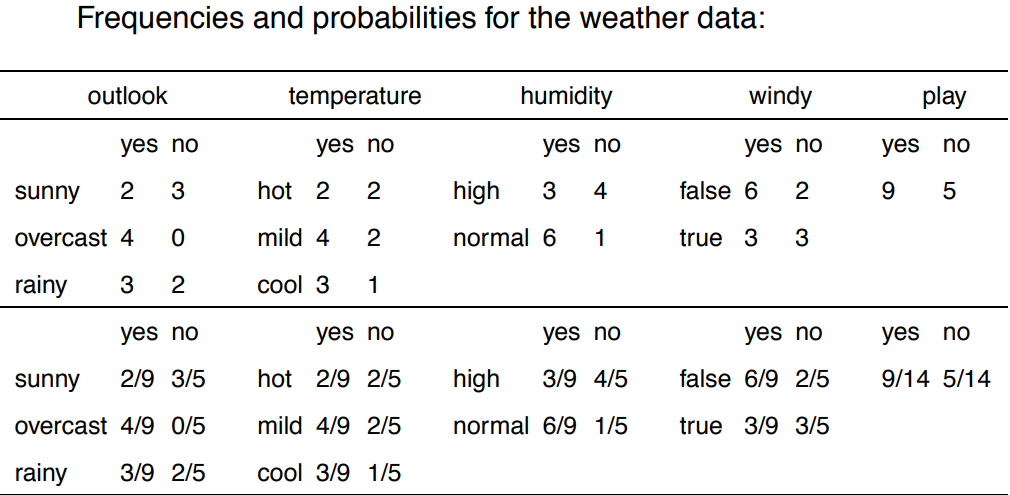 Frequencies and probabilities for the weather data:
outlook temperature humidity windy play
yes no yes no yes no yes no yes no
sunny 2 3 hot 2 2 high 3 4 false 6 2 9 5
overcast 4 0 mild 4 2 normal 6 1 true 3 3
rainy 3 2 cool 3 1
yes no yes no yes no yes no yes no
sunny 2/9 3/5 hot 2/9 2/5 high 3/9 4/5 false 6/9 2/5 9/14 5/14
overcast 4/9 0/5 mild 4/9 2/5 normal 6/9 1/5 true 3/9 3/5
rainy 3/9 2/5 cool 3/9 1/5